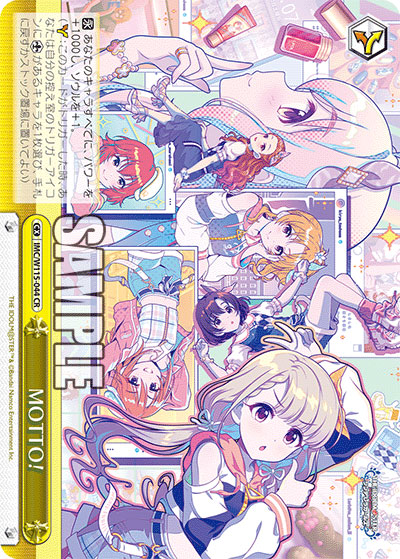 あなたのキャラすべてに、パワーを
+1000し、ソウルを+1。
(：このカードがトリガーした時、あ
なたは自分の控え室のトリガーアイコ
ンにがあるキャラを1枚選び、手札
に戻すかストック置場に置いてよい)
SAMPLE
CX
IMC/W115-044 CR
MOTTO!
THE IDOLM@STER™& ©Bandai Namco Entertainment Inc.